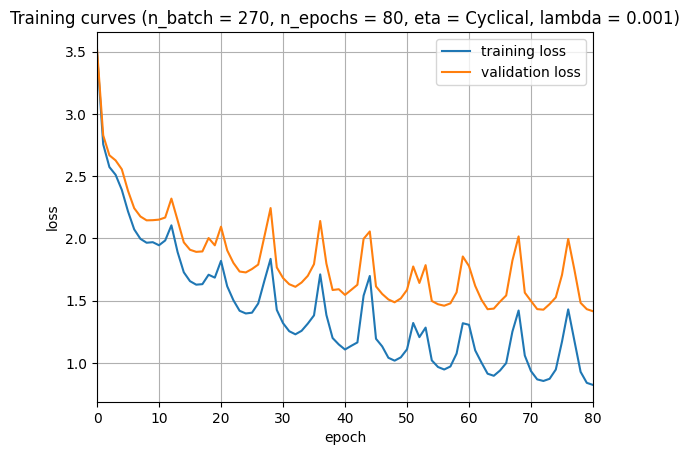 Training curves (n_batch = 270, n_epochs = 80, eta = Cyclical, lambda = 0.001)
training loss
validation loss
3.5
3.0
2.5
2.0
1.5
1.0
loss
0 10 20 30 40 50 60 70 80
epoch